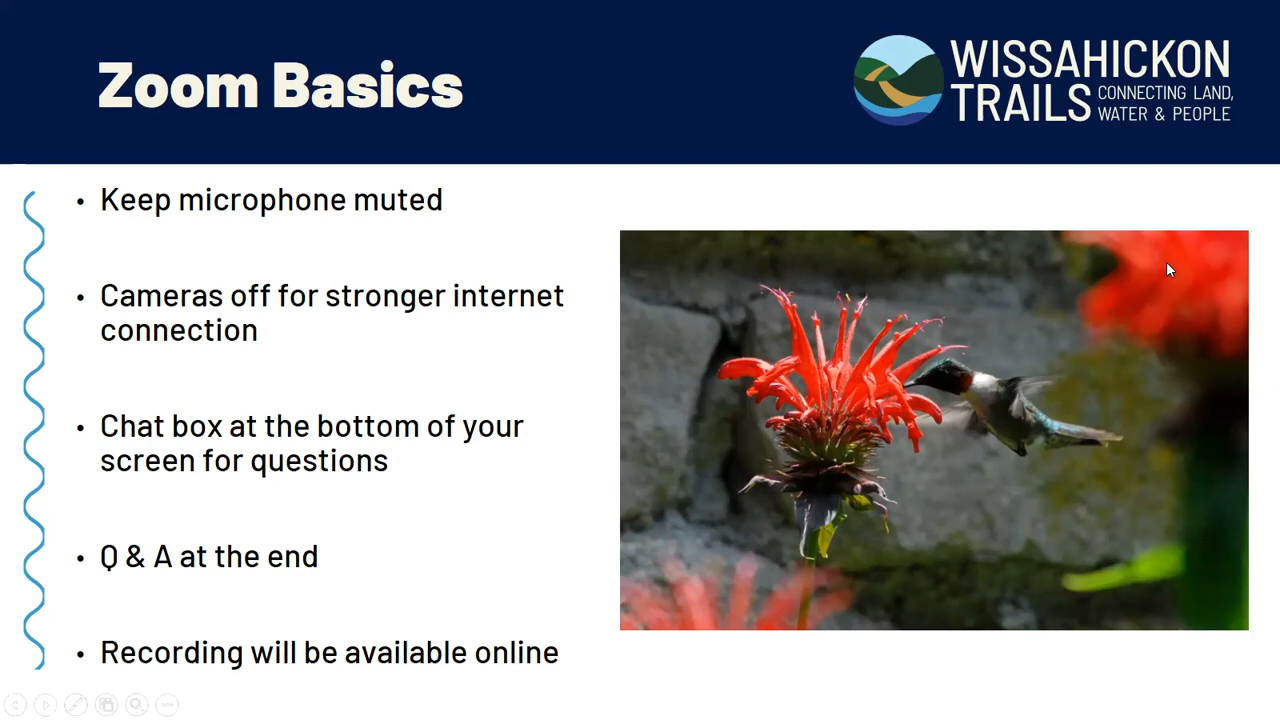 Zoom Basics
WISSAHICKON
TRAILS CONNECTING LAND,
WATER & PEOPLE
• Keep microphone muted
• Cameras off for stronger internet
connection
• Chat box at the bottom of your
screen for questions
• Q & A at the end
• Recording will be available online